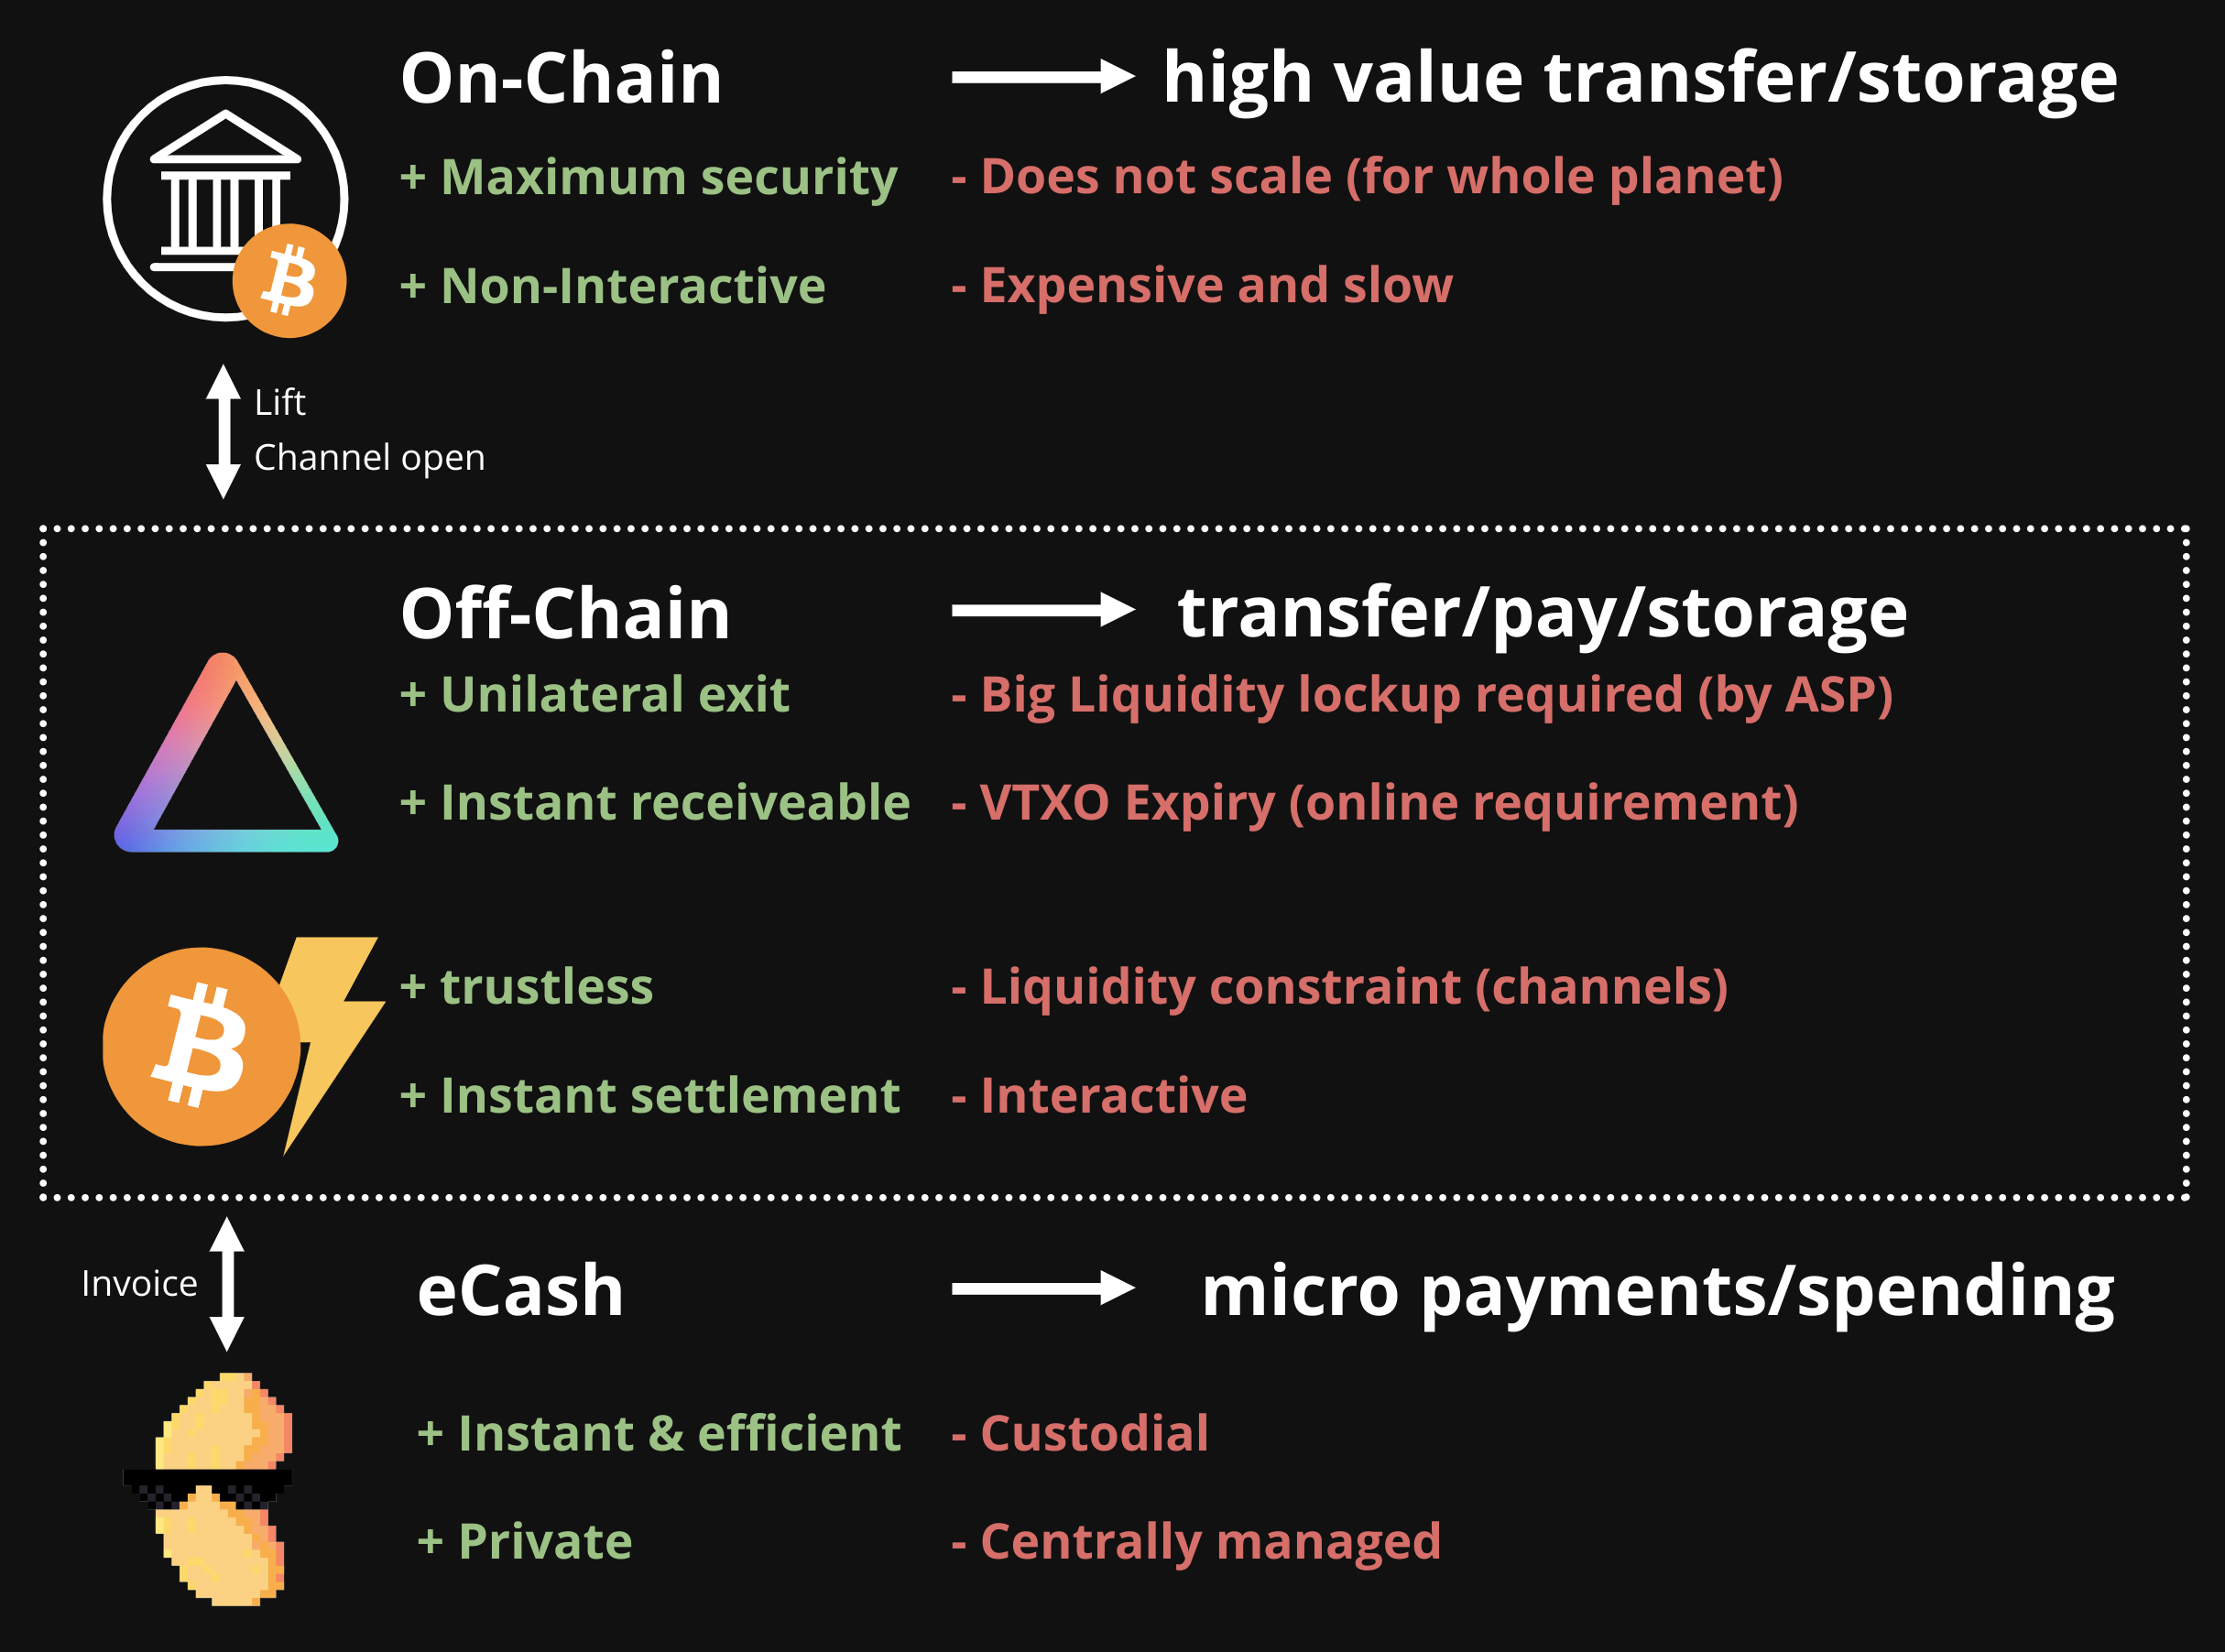 On-Chain high value transfer/storage
+ Maximum security - Does not scale (for whole planet)
+ Non-Interactive - Expensive and slow
Lift
Channel open
Off-Chain transfer/pay/storage
+ Unilateral exit - Big Liquidity lockup required (by ASP)
+ Instant receiveable - VTXO Expiry (online requirement)
+ trustless - Liquidity constraint (channels)
+ Instant settlement - Interactive
Invoice
eCash micro payments/spending
+ Instant & efficient - Custodial
+ Private - Centrally managed